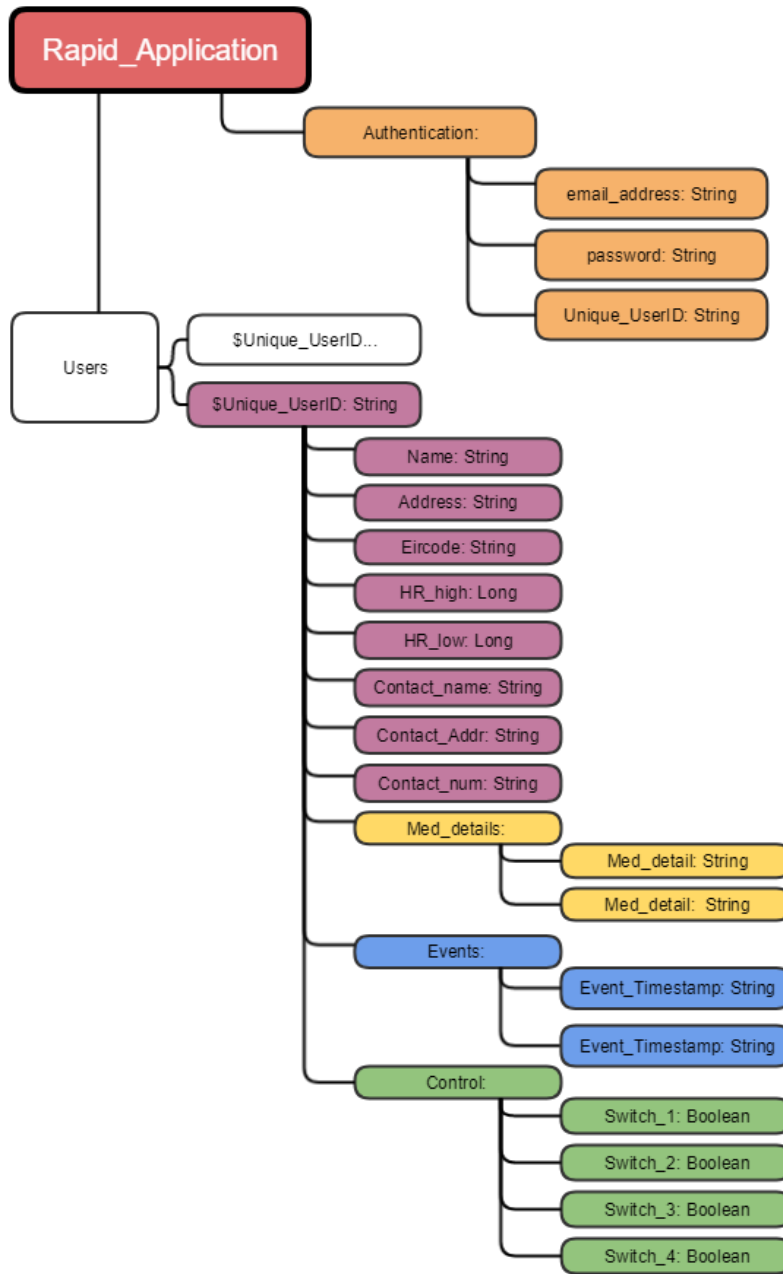 Rapid_Application
Authentication:
email_address: String
password: String
Unique_UserID: String
Users
$Unique_UserID...
$Unique_UserID: String
Name: String
Address: String
Eircode: String
HR_high: Long
HR_low: Long
Contact_name: String
Contact_Addr: String
Contact_num: String
Med_details:
Med_detail: String
Med_detail:  String
Events:
Event_Timestamp: String
Event_Timestamp: String
Control:
Switch_1: Boolean
Switch_2: Boolean
Switch_3: Boolean
Switch_4: Boolean